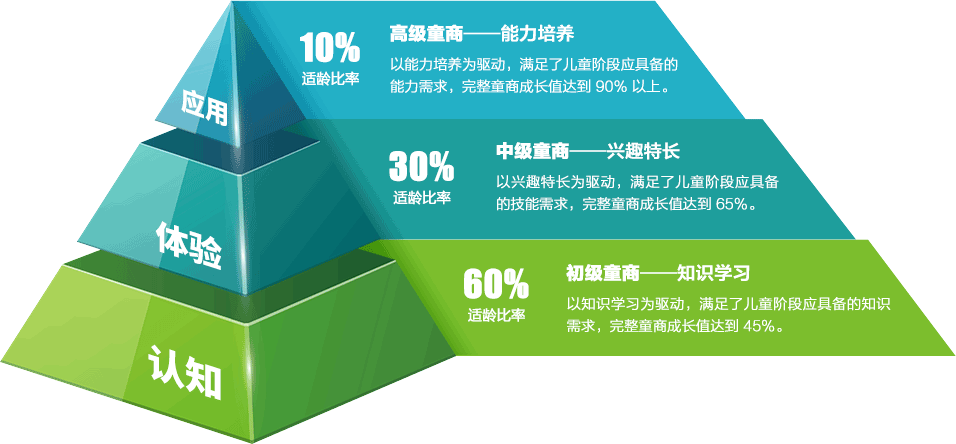 应用
10%
适龄比率
高级童商——能力培养
以能力培养为驱动，满足了儿童阶段应具备的
能力需求，完整童商成长值达到 90% 以上。
体验
30%
适龄比率
中级童商——兴趣特长
以兴趣特长为驱动，满足了儿童阶段应具备
的技能需求，完整童商成长值达到 65%。
认知
60%
适龄比率
初级童商——知识学习
以知识学习为驱动，满足了儿童阶段应具备的知识
需求，完整童商成长值达到 45%。